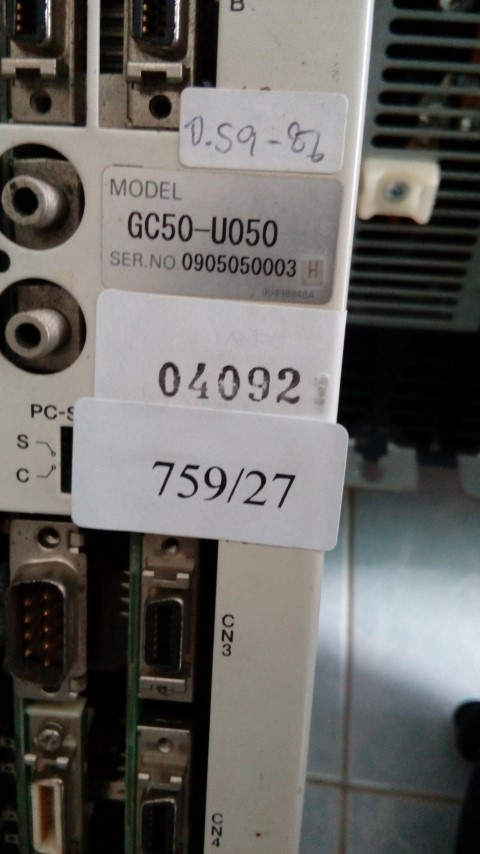 B
D.59-86
MODEL
GC50-U050
SER.NO. 0905050003 H
04092
PC-S
S
C
759/27
CN3
CN4